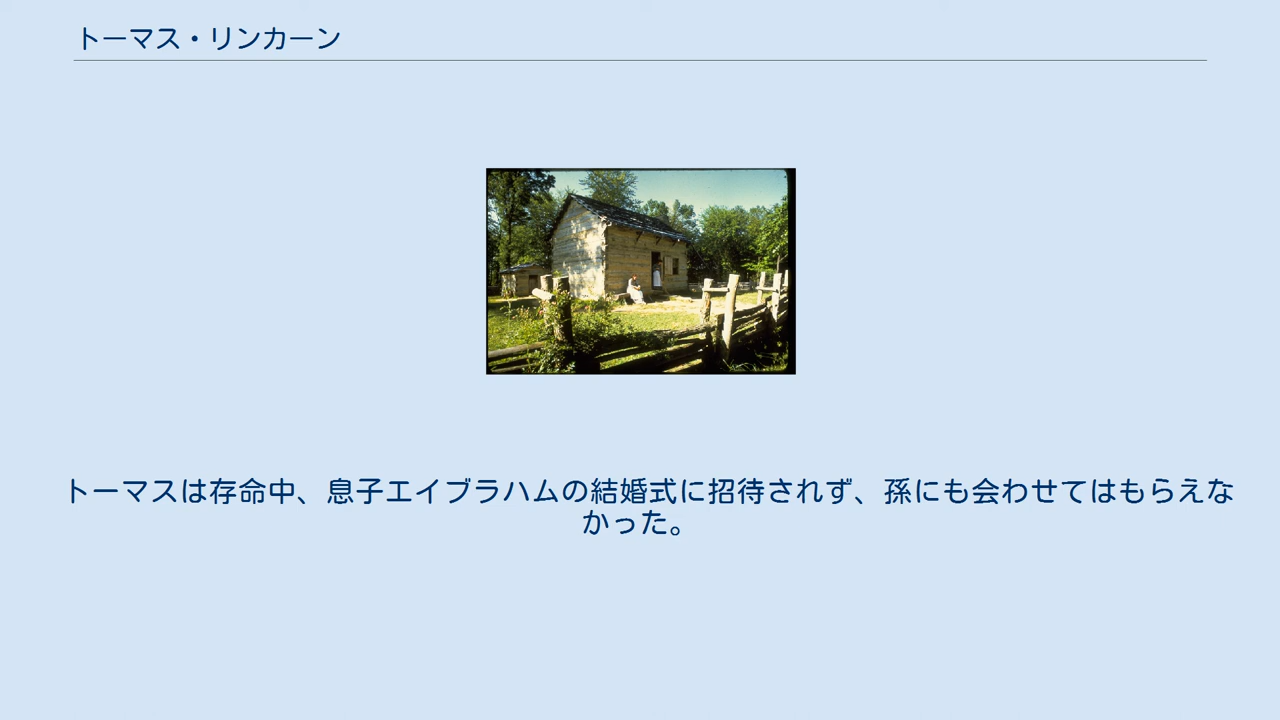 トーマス・リンカーン
トーマスは存命中、息子エイブラハムの結婚式に招待されず、孫にも会わせてはもらえな
かった。